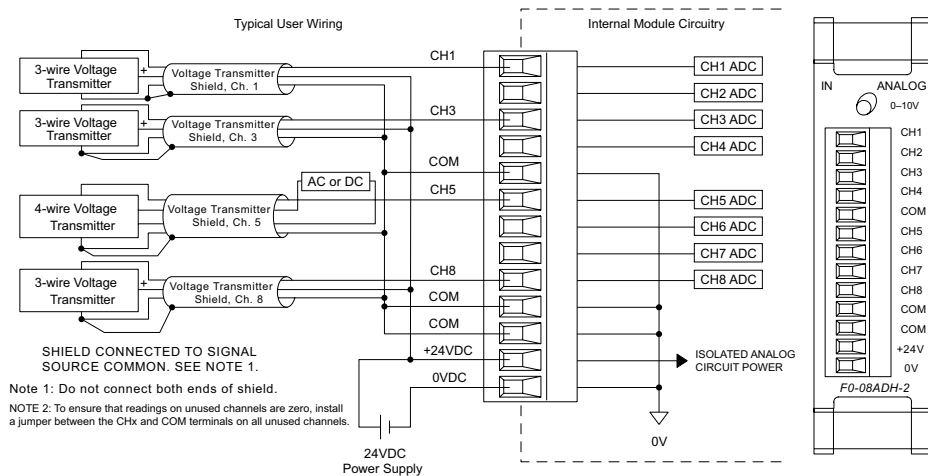 Typical User Wiring
Internal Module Circuitry
3-wire Voltage
Transmitter
+
Voltage Transmitter
Shield, Ch. 1
3-wire Voltage
Transmitter
+
Voltage Transmitter
Shield, Ch. 3
4-wire Voltage
Transmitter
Voltage Transmitter
Shield, Ch. 5
AC or DC
3-wire Voltage
Transmitter
+
Voltage Transmitter
Shield, Ch. 8
CH1
CH3
COM
CH5
CH8
COM
COM
+24VDC
0VDC
CH1 ADC
CH2 ADC
CH3 ADC
CH4 ADC
CH5 ADC
CH6 ADC
CH7 ADC
CH8 ADC
ISOLATED ANALOG
CIRCUIT POWER
0V
SHIELD CONNECTED TO SIGNAL
SOURCE COMMON. SEE NOTE 1.
Note 1: Do not connect both ends of shield.
NOTE 2: To ensure that readings on unused channels are zero, install
a jumper between the CHx and COM terminals on all unused channels.
24VDC
Power Supply
IN
ANALOG
0–10V
CH1
CH2
CH3
CH4
COM
CH5
CH6
CH7
CH8
COM
COM
+24V
0V
F0-08ADH-2